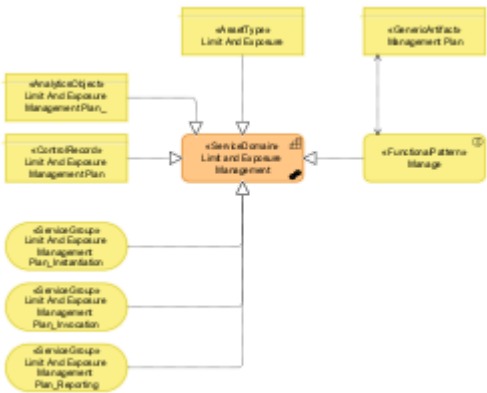 «AssetType»
Limit And Exposure
«GenericArtifact»
Management Plan
«AnalyticsObject»
Limit And Exposure
Management Plan_
«ControlRecord»
Limit And Exposure
Management Plan
«ServiceDomain»
Limit and Exposure
Management
«FunctionalPattern»
Manage
«ServiceGroup»
Limit And Exposure
Management
Plan_Instantiation
«ServiceGroup»
Limit And Exposure
Management
Plan_Invocation
«ServiceGroup»
Limit And Exposure
Management
Plan_Reporting